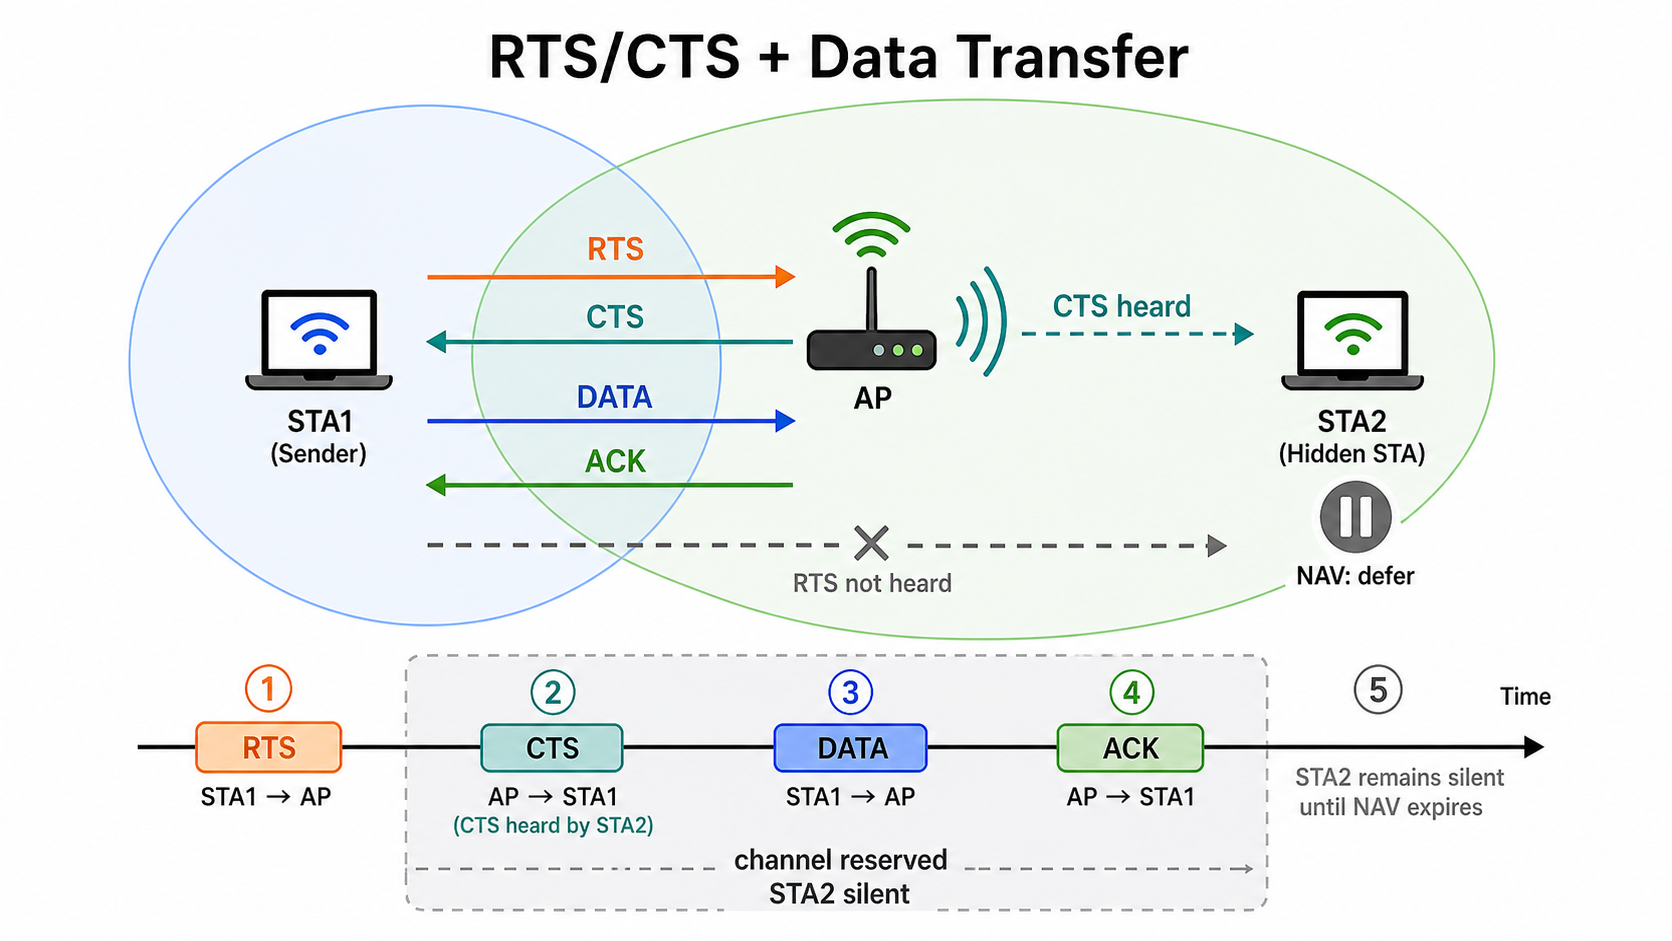 RTS/CTS + Data Transfer
RTS
CTS
CTS heard
DATA
AP
STA1
(Sender)
STA2
(Hidden STA)
ACK
RTS not heard
NAV: defer
1
2
3
4
5
Time
RTS
CTS
DATA
ACK
STA1 → AP
AP → STA1
(CTS heard by STA2)
STA1 → AP
AP → STA1
STA2 remains silent
until NAV expires
channel reserved
STA2 silent